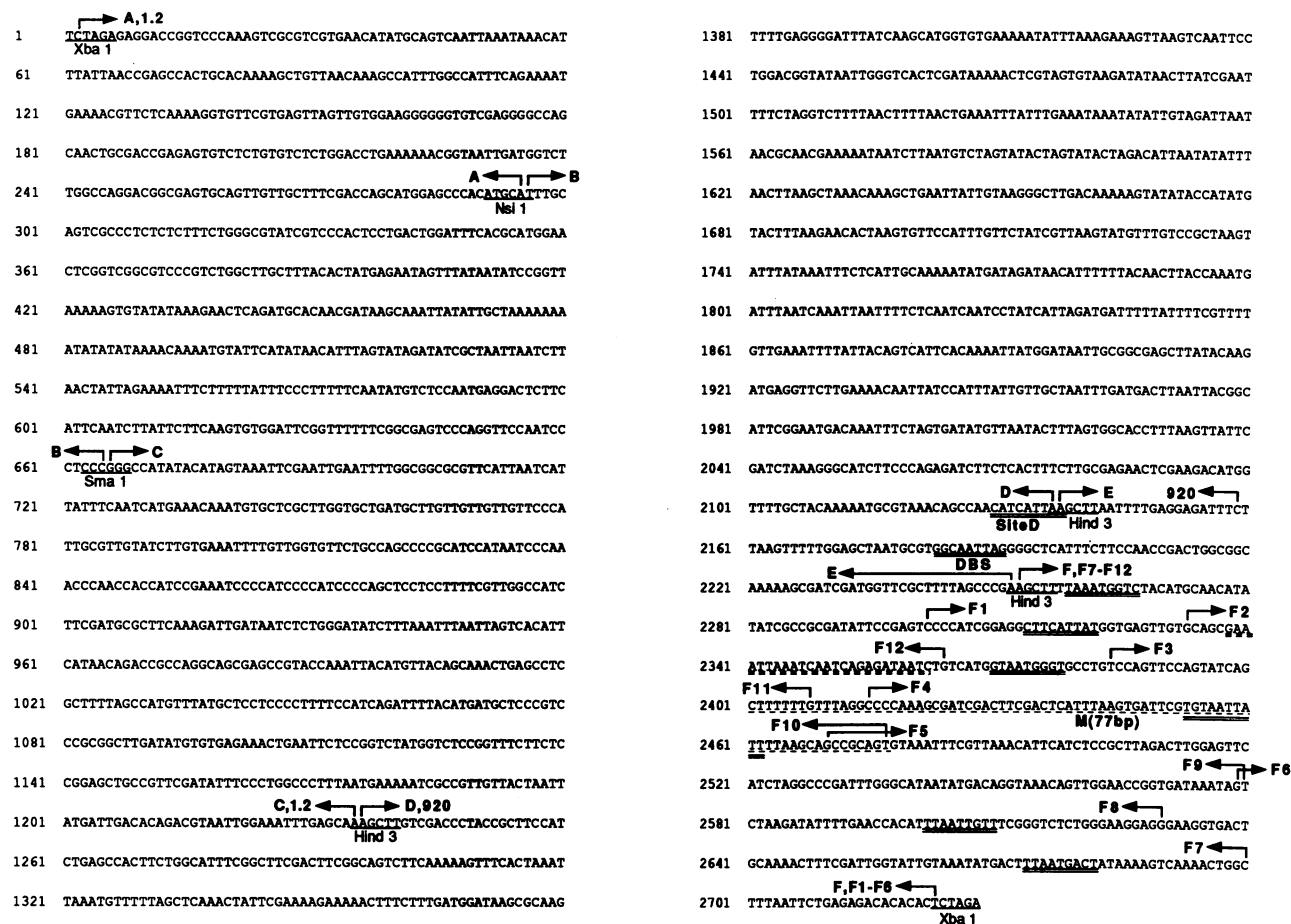 A,1.2
1 TCTAGAGAGGACCGGTCCCAAAGTCGCGTCGTGAACATATGCAGTCAATTAAATAAACAT
Xba 1
61 TTATTAACCGAGCCACTGCACAAAAGCTGTTAACAAAGCCATTTGGCCATTTCAGAAAAT
121 GAAAACGTTCTCAAAAGGTGTTCGTGAGTTAGTTGTGGAAGGGGGGTGTCGAGGGGCCAG
181 CAACTGCGACCGAGAGTGTCTCTGTGTCTCTGGACCTGAAAAAACGGTAATTGATGGTCT
A B
241 TGGCCAGGACGGCGAGTGCAGTTGTTGCTTTCGACCAGCATGGAGCCCACATGCATTTGC
Nsi 1
301 AGTCGCCCTCTCTCTTTCTGGGCGTATCGTCCCACTCCTGACTGGATTTCACGCATGGAA
361 CTCGGTCGGCGTCCCGTCTGGCTTGCTTTACACTATGAGAATAGTTTATAATATCCGGTT
421 AAAAAGTGTATATAAAGAACTCAGATGCACAACGATAAGCAAATTATATTGCTAAAAAAA
481 ATATATATAAAACAAAATGTATTCATATAACATTTAGTATAGATATCGCTAATTAATCTT
541 AACTATTAGAAAATTTCTTTTTATTTCCCTTTTTCAATATGTCTCCAATGAGGACTCTTC
601 ATTCAATCTTATTCTTCAAGTGTGGATTCGGTTTTTTCGGCGAGTCCCAGGTTCCAATCC
B C
661 CTCCCGGGCCATATACATAGTAAATTCGAATTGAATTTTGGCGGCGCGTTCATTAATCAT
Sma 1
721 TATTTCAATCATGAAACAAATGTGCTCGCTTGGTGCTGATGCTTGTTGTTGTTGTTCCCA
781 TTGCGTTGTATCTTGTGAAATTTTGTTGGTGTTCTGCCAGCCCCGCATCCATAATCCCAA
841 ACCCAACCACCATCCGAAATCCCCATCCCCATCCCCAGCTCCTCCTTTTCGTTGGCCATC
901 TTCGATGCGCTTCAAAGATTGATAATCTCTGGGATATCTTTAAATTTAATTAGTCACATT
961 CATAACAGACCGCCAGGCAGCGAGCCGTACCAAATTACATGTTACAGCAAACTGAGCCTC
1021 GCTTTTAGCCATGTTTATGCTCCTCCCCTTTTCCATCAGATTTTACATGATGCTCCCGTC
1081 CCGCGGCTTGATATGTGTGAGAAACTGAATTCTCCGGTCTATGGTCTCCGGTTTCTTCTC
1141 CGGAGCTGCCGTTCGATATTTCCCTGGCCCTTTAATGAAAAATCGCCGTTGTTACTAATT
C,1.2 D,920
1201 ATGATTGACACAGACGTAATTGGAAATTTGAGCAAAGCTTGTCGACCCTACCGCTTCCAT
Hind 3
1261 CTGAGCCACTTCTGGCATTTCGGCTTCGACTTCGGCAGTCTTCAAAAAGTTTCACTAAAT
1321 TAAATGTTTTTAGCTCAAACTATTCGAAAAGAAAAACTTTCTTTGATGGATAAGCGCAAG
1381 TTTTGAGGGGATTTATCAAGCATGGTGTGAAAAATATTTAAAGAAAGTTAAGTCAATTCC
1441 TGGACGGTATAATTGGGTCACTCGATAAAAACTCGTAGTGTAAGATATAACTTATCGAAT
1501 TTTCTAGGTCTTTTAACTTTTAACTGAAATTTATTTGAAATAAATATATTGTAGATTAAT
1561 AACGCAACGAAAAATAATCTTAATGTCTAGTATACTAGTATACTAGACATTAATATATTT
1621 AACTTAAGCTAAACAAAGCTGAATTATTGTAAGGGCTTGACAAAAAGTATATACCATATG
1681 TACTTTAAGAACACTAAGTGTTCCATTTGTTCTATCGTTAAGTATGTTTGTCCGCTAAGT
1741 ATTTATAAATTTCTCATTGCAAAAATATGATAGATAACATTTTTTACAACTTACCAAATG
1801 ATTTAATCAAATTAATTTTCTCAATCAATCCTATCATTAGATGATTTTTATTTTCGTTTT
1861 GTTGAAATTTTATTACAGTCATTCACAAAATTATGGATAATTGCGGCGAGCTTATACAAG
1921 ATGAGGTTCTTGAAAACAATTATCCATTTATTGTTGCTAATTTGATGACTTAATTACGGC
1981 ATTCGGAATGACAAATTTCTAGTGATATGTTAATACTTTAGTGGCACCTTTAAGTTATTC
2041 GATCTAAAGGGCATCTTCCCAGAGATCTTCTCACTTTCTTGCGAGAACTCGAAGACATGG
D E 920
2101 TTTTGCTACAAAAATGCGTAAACAGCCAACATCATTAAGCTTAATTTTGAGGAGATTTCT
SiteD Hind 3
2161 TAAGTTTTTGGAGCTAATGCGTGGCAATTAGGGGCTCATTTCTTCCAACCGACTGGCGGC
E DBS F,F7-F12
2221 AAAAAGCGATCGATGGTTCGCTTTTAGCCCGAAGCTTTTAAATGGTCTACATGCAACATA
Hind 3
F1 F2
2281 TATCGCCGCGATATTCCGAGTCCCCATCGGAGGCTTCATTATGGTGAGTTGTGCAGCGAA
F12 F3
2341 ATTAAATCAATCAGAGATAATCTGTCATGGTAATGGGTGCCTGTCCAGTTCCAGTATCAG
F11 F4
2401 CTTTTTTGTTTAGGCCCCAAAGCGATCGACTTCGACTCATTTAAGTGATTCGTGTAATTA
M(77bp)
F10 F5
2461 TTTTAAGCAGCCGCAGTGTAAATTTCGTTAAACATTCATCTCCGCTTAGACTTGGAGTTC
F9 F6
2521 ATCTAGGCCCGATTTGGGCATAATATGACAGGTAAACAGTTGGAACCGGTGATAAATAGT
F8
2581 CTAAGATATTTTGAACCACATTTAATTGTTTCGGGTCTCTGGGAAGGAGGGAAGGTGACT
F7
2641 GCAAAACTTTCGATTGGTATTGTAAATATGACTTTAATGACTATAAAAGTCAAAACTGGC
F,F1-F6
2701 TTTAATTCTGAGAGACACACACTCTAGA
Xba 1